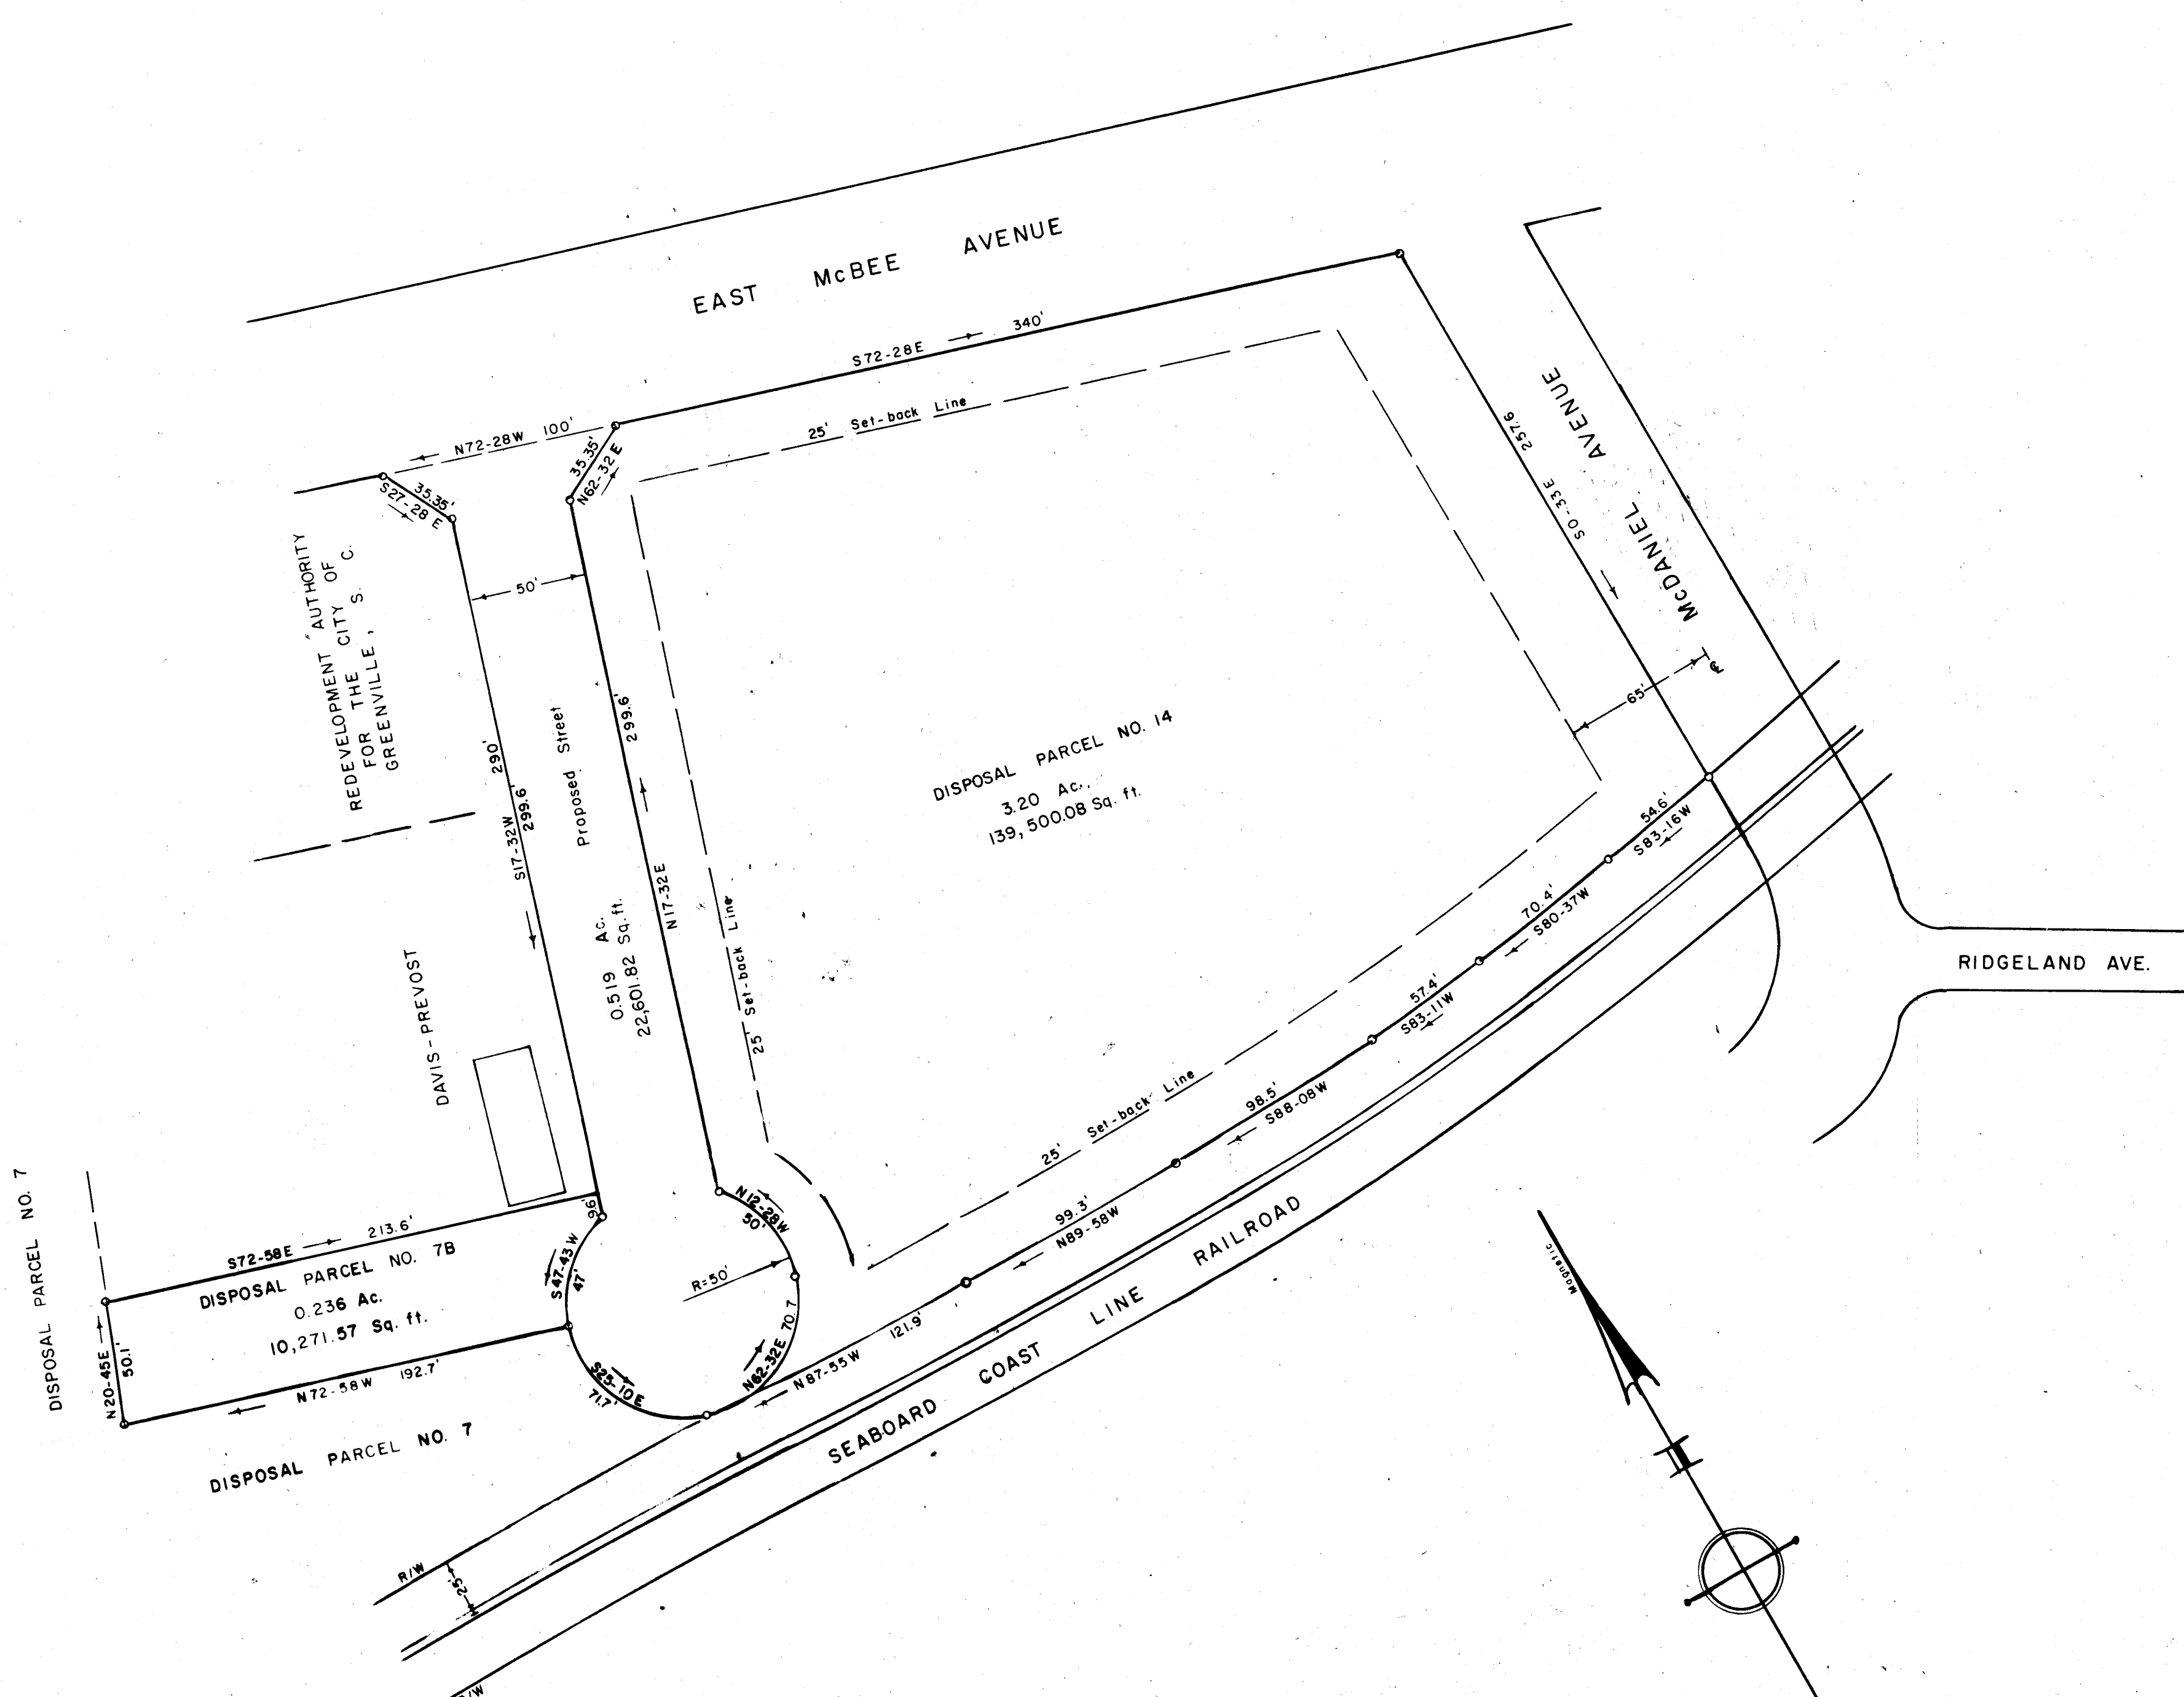 EAST McBEE AVENUE
S72-28E 340'
25' Set-back Line
N72-28W 100'
35.35'
N62-32E
35.35'
S27-28E
50'
REDEVELOPMENT AUTHORITY
FOR THE CITY OF
GREENVILLE, S. C.
290'
S17-32W 299.6'
Proposed Street
299.6'
N17-32E
0.519 Ac.
22,601.82 Sq. ft.
25' Set-back Line
DISPOSAL PARCEL NO. 14
3.20 Ac.
139,500.08 Sq. ft.
257.6
S0-33E
McDANIEL AVENUE
65'
54.6'
S83-16W
70.4'
S80-37W
57.4'
S83-11W
98.5'
S88-08W
25' Set-back Line
99.3'
N89-58W
121.9'
N87-55W
RIDGELAND AVE.
DAVIS-PREVOST
DISPOSAL PARCEL NO. 7
S72-58E 213.6'
9.6'
DISPOSAL PARCEL NO. 7B
0.236 Ac.
10,271.57 Sq. ft.
N20-45E
50.1'
N72-58W 192.7'
S47-43W
47'
N12-28W
50'
R=50'
N62-32E 70.7
S25-10E
71.7'
DISPOSAL PARCEL NO. 7
SEABOARD COAST LINE RAILROAD
R/W
25'
R/W
Magnetic